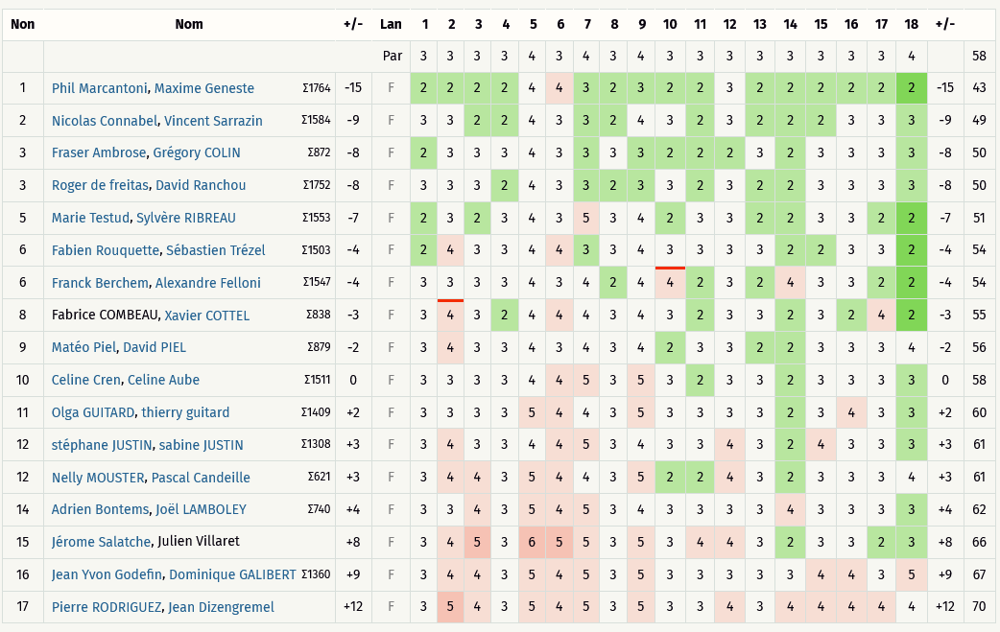 Non Nom +/- Lan 1 2 3 4 5 6 7 8 9 10 11 12 13 14 15 16 17 18 +/-
Par 3 3 3 3 4 3 4 3 4 3 3 3 3 3 3 3 3 4 58
1 Phil Marcantoni, Maxime Geneste Σ1764 -15 F 2 2 2 2 4 4 3 2 3 2 2 3 2 2 2 2 2 2 -15 43
2 Nicolas Connabel, Vincent Sarrazin Σ1584 -9 F 3 3 2 2 4 3 3 2 4 3 2 3 2 2 2 3 3 3 -9 49
3 Fraser Ambrose, Grégory COLIN Σ872 -8 F 2 3 3 3 4 3 3 3 3 2 2 2 3 2 3 3 3 3 -8 50
3 Roger de freitas, David Ranchou Σ1752 -8 F 3 3 3 2 4 3 3 2 3 3 2 3 2 2 3 3 3 3 -8 50
5 Marie Testud, Sylvère RIBREAU Σ1553 -7 F 2 3 2 3 4 3 5 3 4 2 3 3 2 2 3 3 2 2 -7 51
6 Fabien Rouquette, Sébastien Trézel Σ1503 -4 F 2 4 3 3 4 4 3 3 4 3 3 3 3 2 2 3 3 2 -4 54
6 Franck Berchem, Alexandre Felloni Σ1547 -4 F 3 3 3 3 4 3 4 2 4 4 2 3 2 4 3 3 2 2 -4 54
8 Fabrice COMBEAU, Xavier COTTEL Σ838 -3 F 3 4 3 2 4 4 4 3 4 3 2 3 3 2 3 2 4 2 -3 55
9 Matéo Piel, David PIEL Σ879 -2 F 3 4 3 3 4 3 4 3 4 2 3 3 2 2 3 3 3 4 -2 56
10 Celine Cren, Celine Aube Σ1511 0 F 3 3 3 3 4 4 5 3 5 3 2 3 3 2 3 3 3 3 0 58
11 Olga GUITARD, thierry guitard Σ1409 +2 F 3 3 3 3 5 4 4 3 5 3 3 3 3 2 3 4 3 3 +2 60
12 stéphane JUSTIN, sabine JUSTIN Σ1308 +3 F 3 4 3 3 4 4 5 3 4 3 3 4 3 2 4 3 3 3 +3 61
12 Nelly MOUSTER, Pascal Candeille Σ621 +3 F 3 4 4 3 5 4 4 3 5 2 2 4 3 2 3 3 3 4 +3 61
14 Adrien Bontems, Joël LAMBOLEY Σ740 +4 F 3 3 4 3 5 4 5 3 4 3 3 3 3 4 3 3 3 3 +4 62
15 Jérome Salatche, Julien Villaret +8 F 3 4 5 3 6 5 5 3 5 3 4 4 3 2 3 3 2 3 +8 66
16 Jean Yvon Godefin, Dominique GALIBERT Σ1360 +9 F 3 4 4 3 5 4 5 3 5 3 3 3 3 3 4 4 3 5 +9 67
17 Pierre RODRIGUEZ, Jean Dizengremel +12 F 3 5 4 3 5 4 5 3 5 3 3 4 3 4 4 4 4 4 +12 70